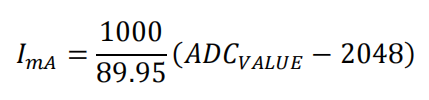 I_mA = 1000/89.95 (ADC_VALUE − 2048)